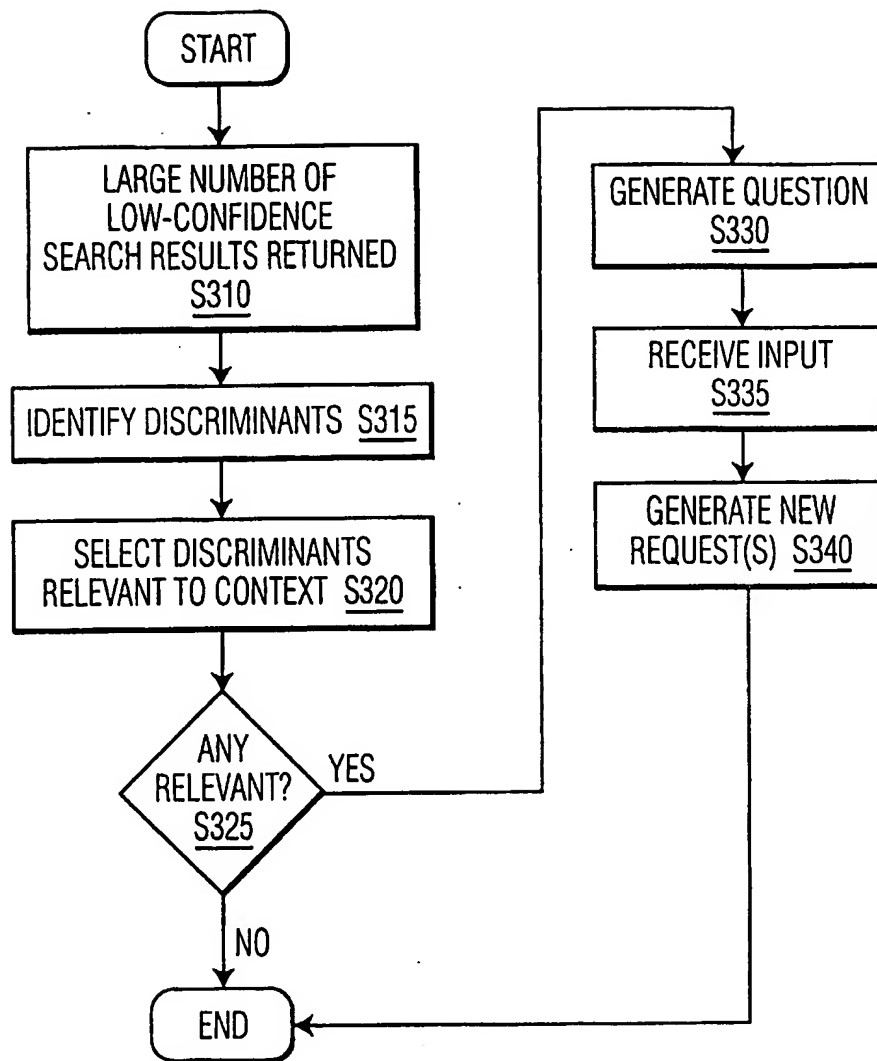 START
LARGE NUMBER OF
LOW-CONFIDENCE
SEARCH RESULTS RETURNED
S310
IDENTIFY DISCRIMINANTS S315
SELECT DISCRIMINANTS
RELEVANT TO CONTEXT S320
ANY
RELEVANT?
S325
YES
NO
END
GENERATE QUESTION
S330
RECEIVE INPUT
S335
GENERATE NEW
REQUEST(S) S340